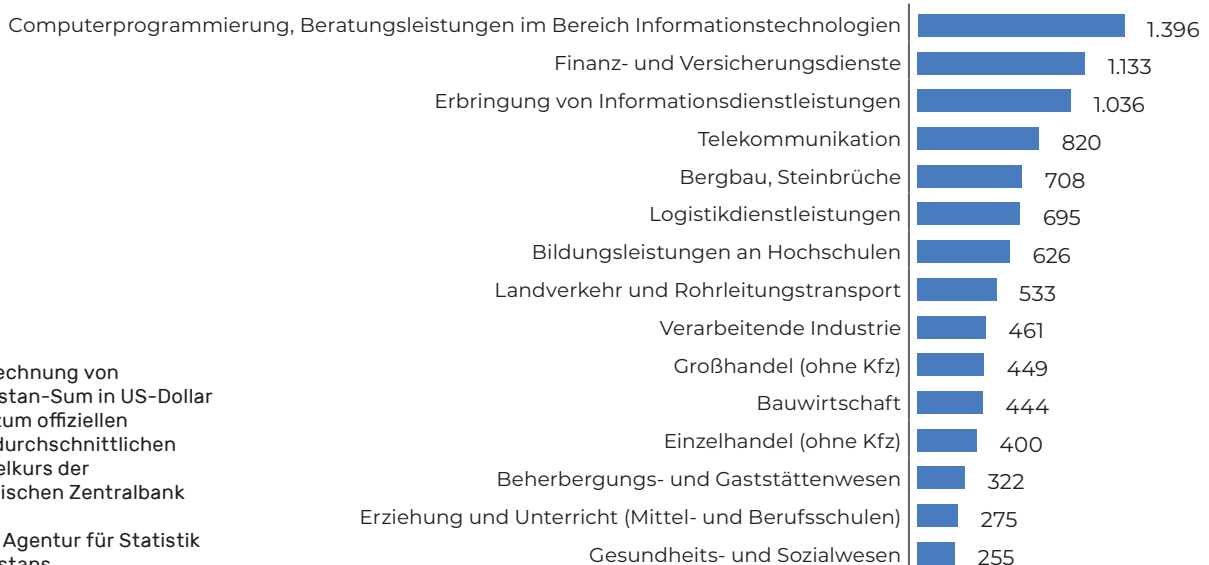 Computerprogrammierung, Beratungsleistungen im Bereich Informationstechnologien 1.396
Finanz- und Versicherungsdienste 1.133
Erbringung von Informationsdienstleistungen 1.036
Telekommunikation 820
Bergbau, Steinbrüche 708
Logistikdienstleistungen 695
Bildungsleistungen an Hochschulen 626
Landverkehr und Rohrleitungstransport 533
Verarbeitende Industrie 461
Großhandel (ohne Kfz) 449
Bauwirtschaft 444
Einzelhandel (ohne Kfz) 400
Beherbergungs- und Gaststättenwesen 322
Erziehung und Unterricht (Mittel- und Berufsschulen) 275
Gesundheits- und Sozialwesen 255
echnung von
stan-Sum in US-Dollar
zum offiziellen
durchschnittlichen
elkurs der
ischen Zentralbank
Agentur für Statistik